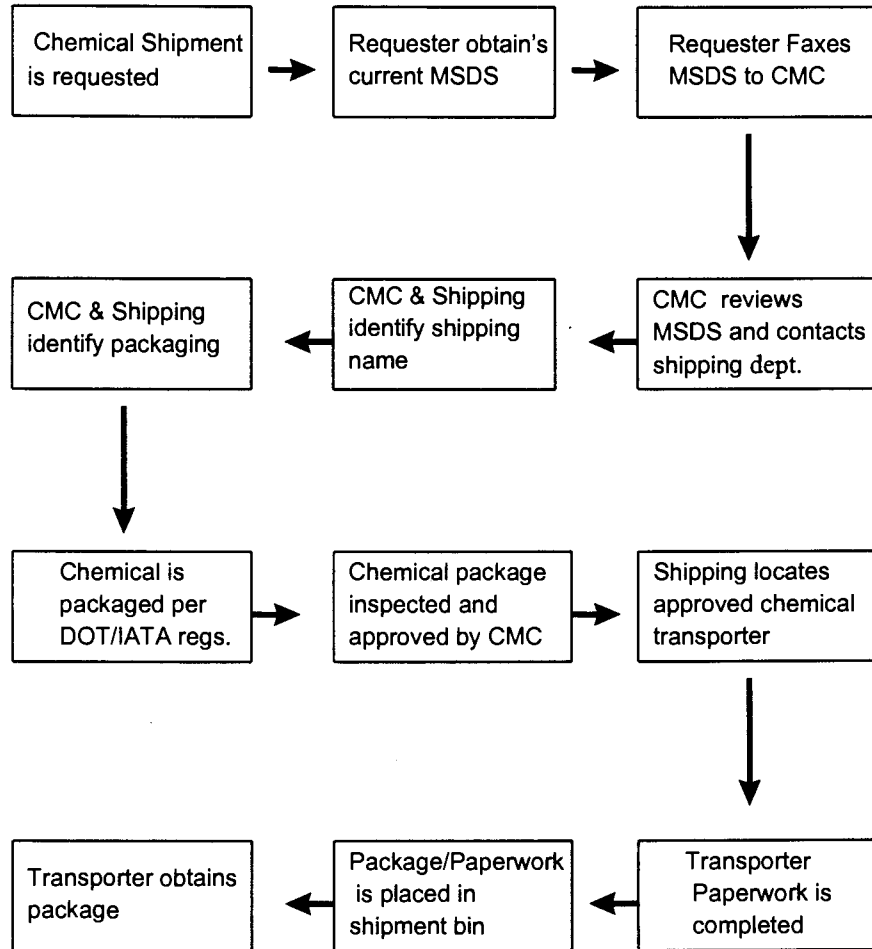 Chemical Shipment
is requested
Requester obtain's
current MSDS
Requester Faxes
MSDS to CMC
CMC reviews
MSDS and contacts
shipping dept.
CMC & Shipping
identify shipping
name
CMC & Shipping
identify packaging
Chemical is
packaged per
DOT/IATA regs.
Chemical package
inspected and
approved by CMC
Shipping locates
approved chemical
transporter
Transporter
Paperwork is
completed
Package/Paperwork
is placed in
shipment bin
Transporter obtains
package